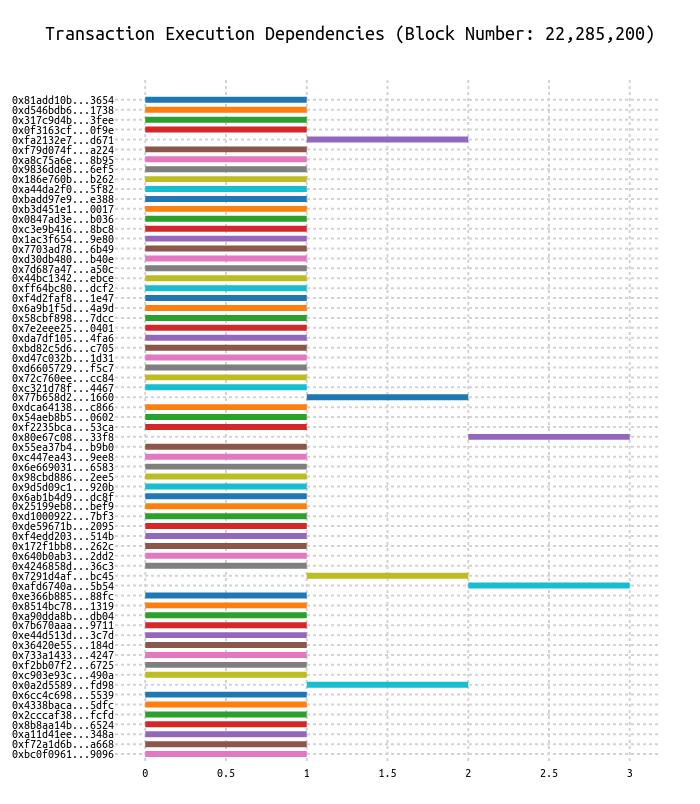 Transaction Execution Dependencies (Block Number: 22,285,200)
0x81add10b...3654
0xd546bdb6...1738
0x317c9d4b...3fee
0x0f3163cf...0f9e
0xfa2132e7...d671
0xf79d074f...a224
0xa8c75a6e...8b95
0x9836dde8...6ef5
0x186e760b...b262
0xa44da2f0...5f82
0xbadd97e9...e388
0xb3d451e1...0017
0x0847ad3e...b036
0xc3e9b416...8bc8
0x1ac3f654...9e80
0x7703ad78...6b49
0xd30db480...b40e
0x7d687a47...a50c
0x44bc1342...ebce
0xff64bc80...dcf2
0xf4d2faf8...1e47
0x6a9b1f5d...4a9d
0x58cbf898...7dcc
0x7e2eee25...0401
0xda7df105...4fa6
0xbd82c5d6...c705
0xd47c032b...1d31
0xd6605729...f5c7
0x72c760ee...cc84
0xc321d78f...4467
0x77b658d2...1660
0xdca64138...c866
0x54aeb8b5...0602
0xf2235bca...53ca
0x80e67c08...33f8
0x55ea37b4...b9b0
0xc447ea43...9ee8
0x6e669031...6583
0x98cbd886...2ee5
0x9d5d09c1...920b
0x6ab1b4d9...dc8f
0x25199eb8...bef9
0xd1000922...7bf3
0xde59671b...2095
0xf4edd203...514b
0x172f1bb8...262c
0x640b0ab3...2dd2
0x4246858d...36c3
0x7291d4af...bc45
0xafd6740a...5b54
0xe366b885...88fc
0x8514bc78...1319
0xa90dda8b...db04
0x7b670aaa...9711
0xe44d513d...3c7d
0x36420e55...184d
0x733a1433...4247
0xf2bb07f2...6725
0xc903e93c...490a
0x0a2d5589...fd98
0x6cc4c698...5539
0x4338baca...5dfc
0x2cccaf38...fcfd
0x8b8aa14b...6524
0xa11d41ee...348a
0xf72a1d6b...a668
0xbc0f0961...9096
0 0.5 1 1.5 2 2.5 3